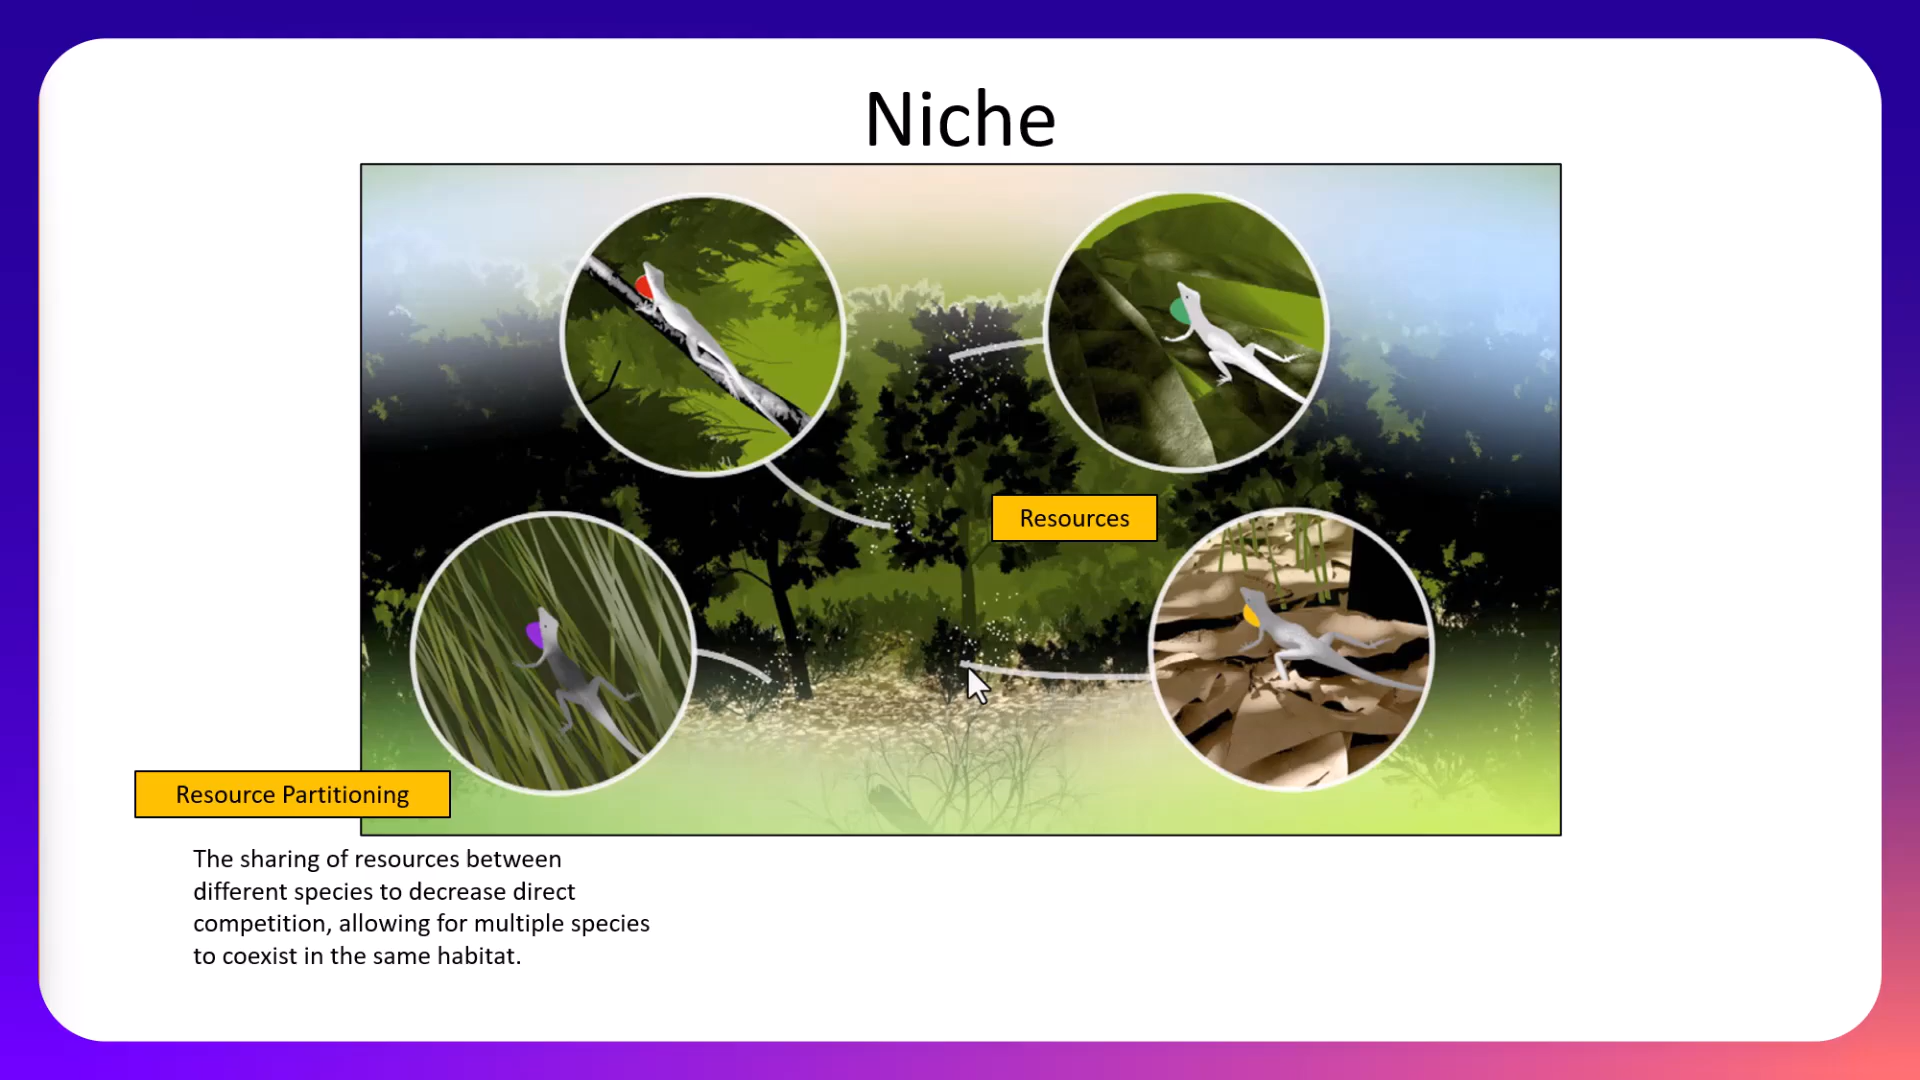 Niche
Resources
Resource Partitioning
The sharing of resources between
different species to decrease direct
competition, allowing for multiple species
to coexist in the same habitat.